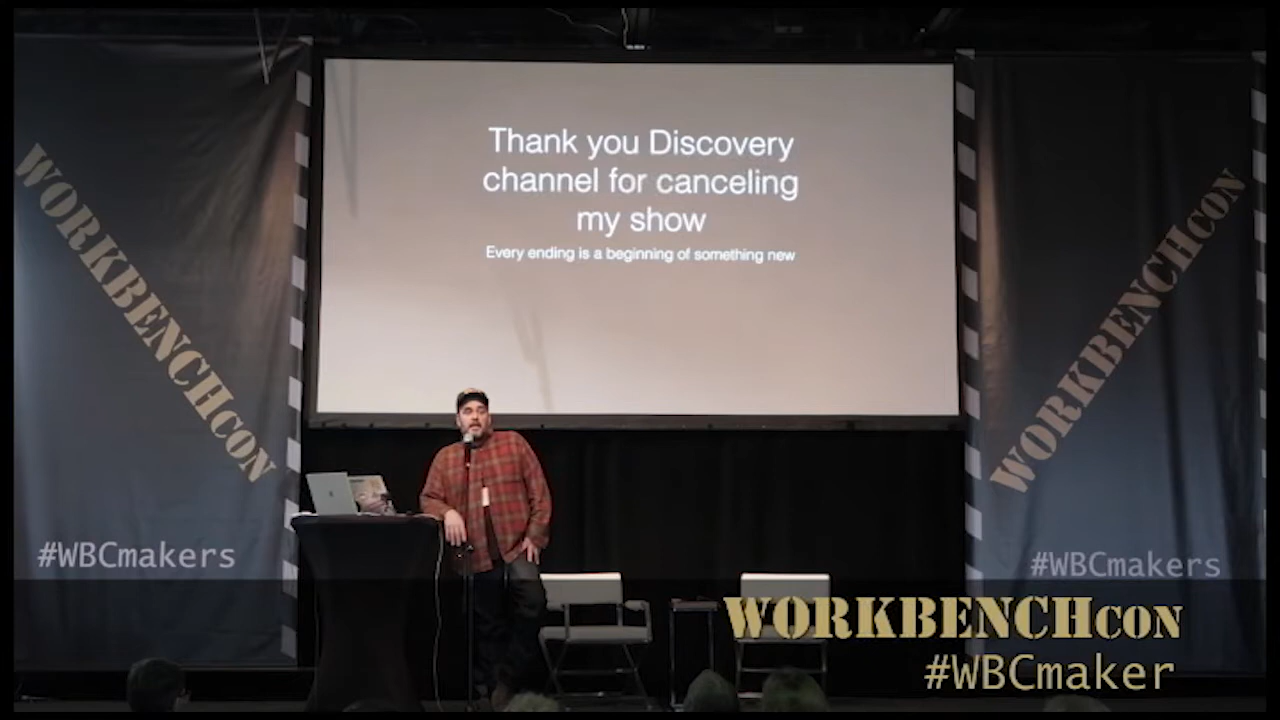 Thank you Discovery
channel for canceling
my show
Every ending is a beginning of something new
WORKBENCHCON
WORKBENCHCON
#WBCmakers
#WBCmakers
WORKBENCHCON
#WBCmaker